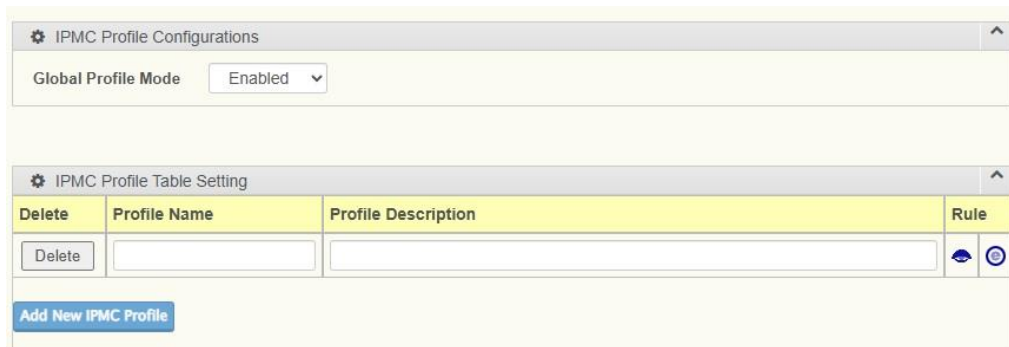 IPMC Profile Configurations
Global Profile Mode Enabled
IPMC Profile Table Setting
Delete Profile Name Profile Description Rule
Delete
Add New IPMC Profile